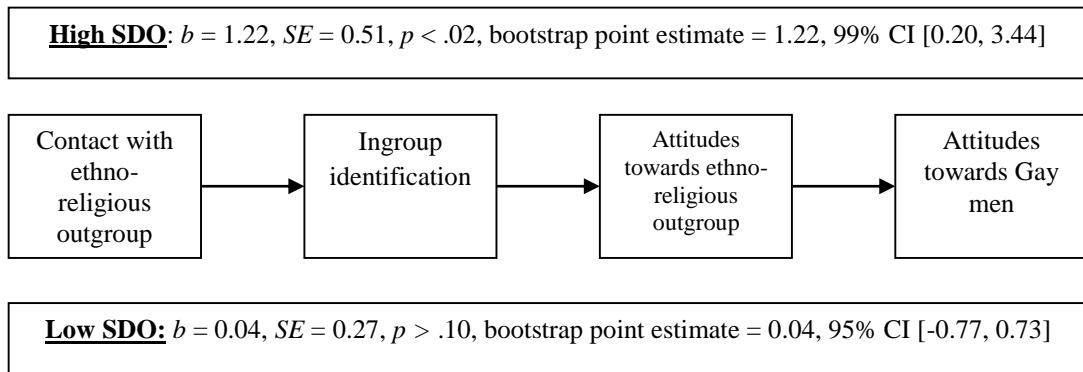 High SDO: b = 1.22, SE = 0.51, p < .02, bootstrap point estimate = 1.22, 99% CI [0.20, 3.44]
Contact with
ethno-
religious
outgroup
Ingroup
identification
Attitudes
towards ethno-
religious
outgroup
Attitudes
towards Gay
men
Low SDO: b = 0.04, SE = 0.27, p > .10, bootstrap point estimate = 0.04, 95% CI [-0.77, 0.73]